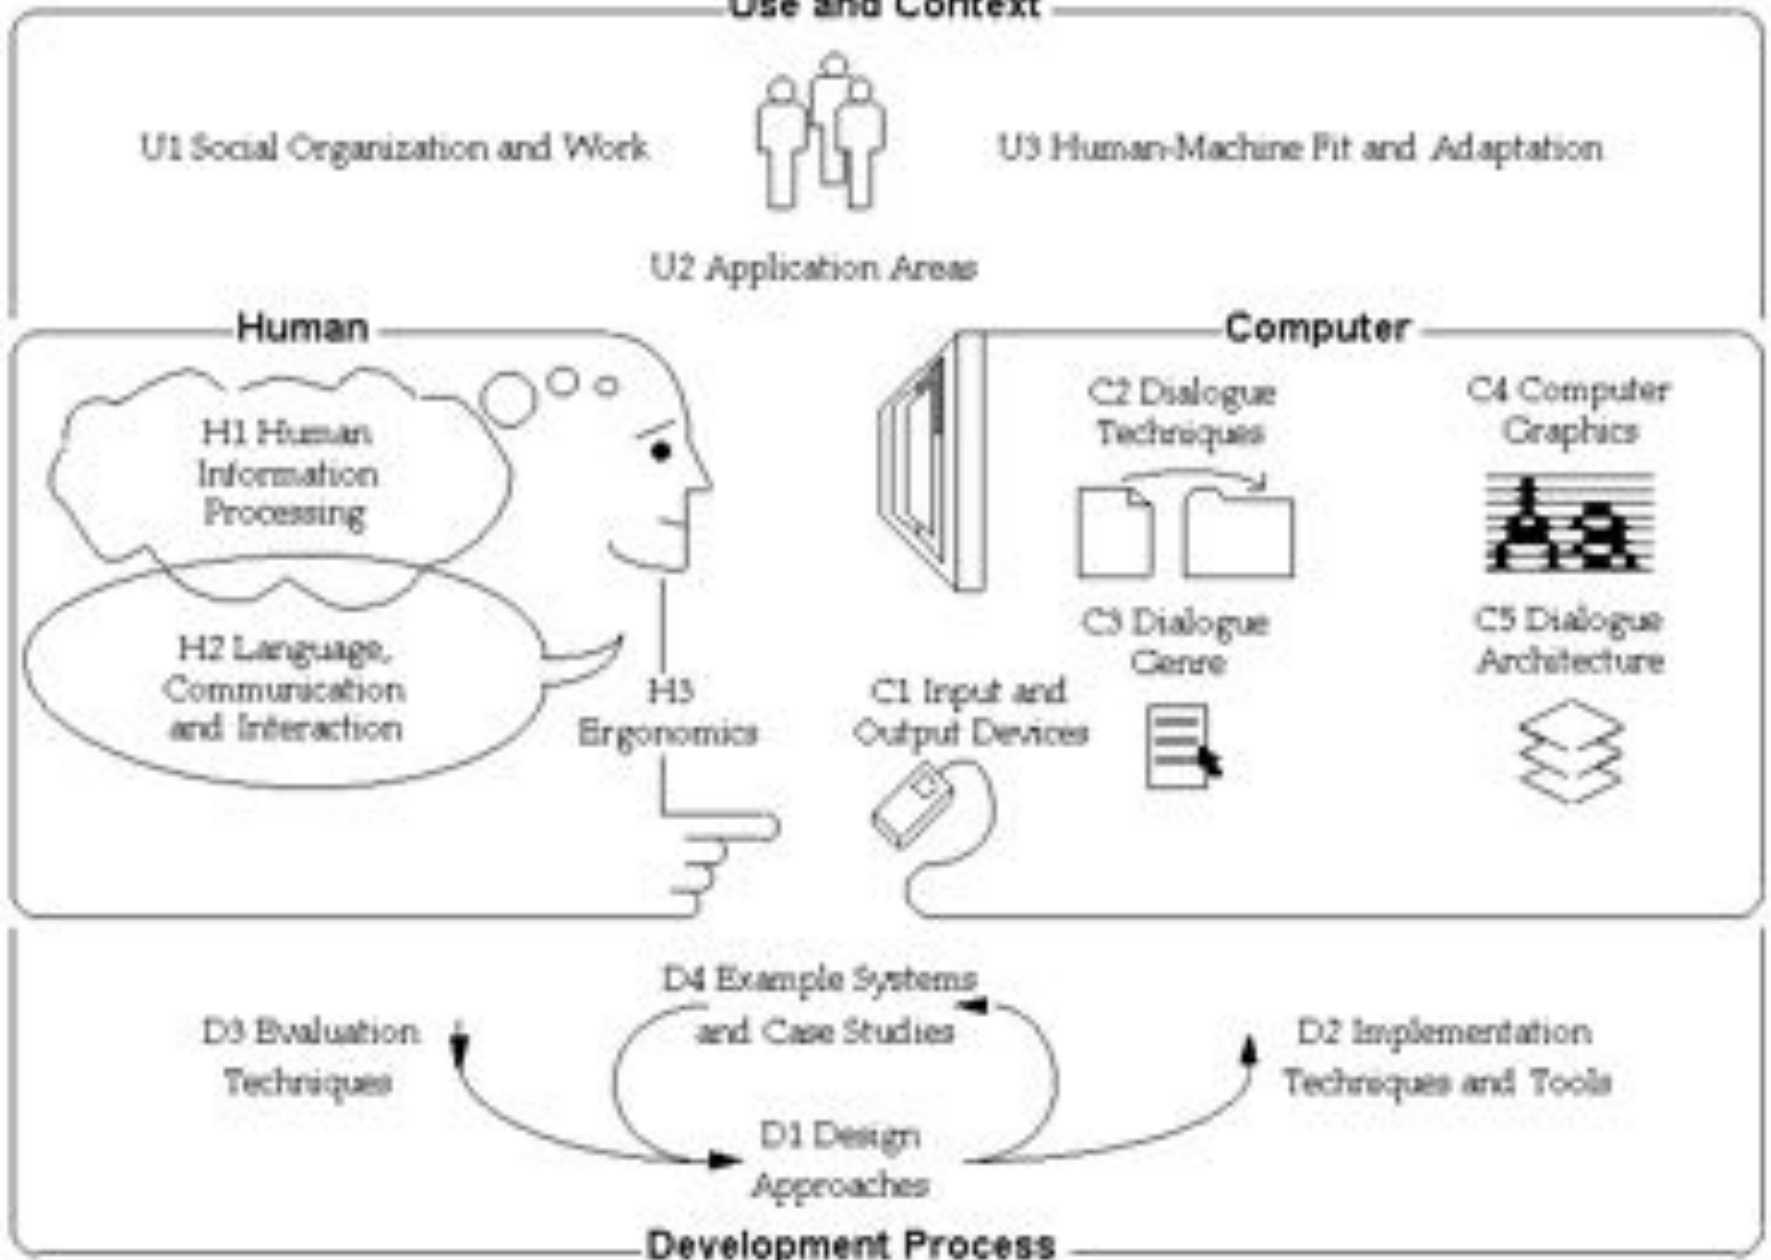 Use and Context
U1 Social Organization and Work
U3 Human-Machine Fit and Adaptation
U2 Application Areas
Human
H1 Human
Information
Processing
H2 Language,
Communication
and Interaction
H3
Ergonomics
Computer
C1 Input and
Output Devices
C2 Dialogue
Techniques
C3 Dialogue
Genre
C4 Computer
Graphics
Aa
C5 Dialogue
Architecture
D3 Evaluation
Techniques
D4 Example Systems
and Case Studies
D1 Design
Approaches
D2 Implementation
Techniques and Tools
Development Process